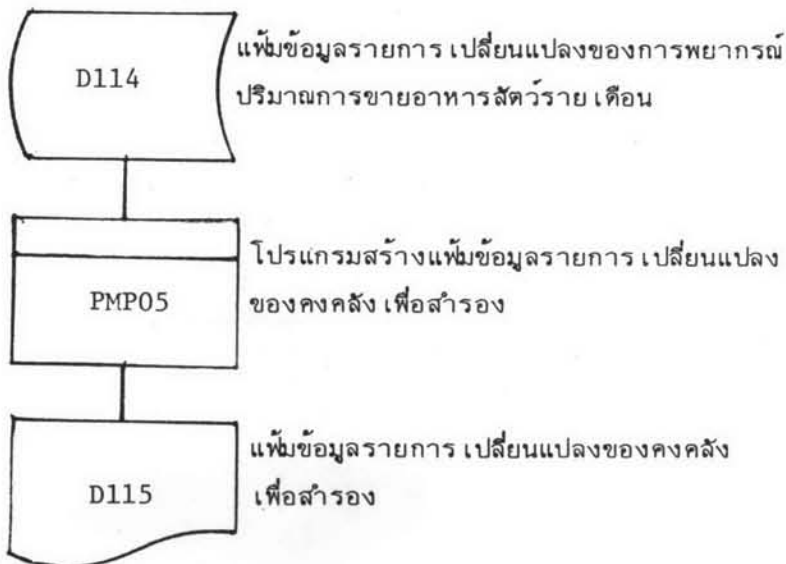 D114
แฟ้มข้อมูลรายการ เปลี่ยนแปลงของการพยากรณ์
ปริมาณการขายอาหารสัตว์ราย เดือน
PMP05
โปรแกรมสร้างแฟ้มข้อมูลรายการ เปลี่ยนแปลง
ของคงคลัง เพื่อสำรอง
D115
แฟ้มข้อมูลรายการ เปลี่ยนแปลงของคงคลัง
เพื่อสำรอง